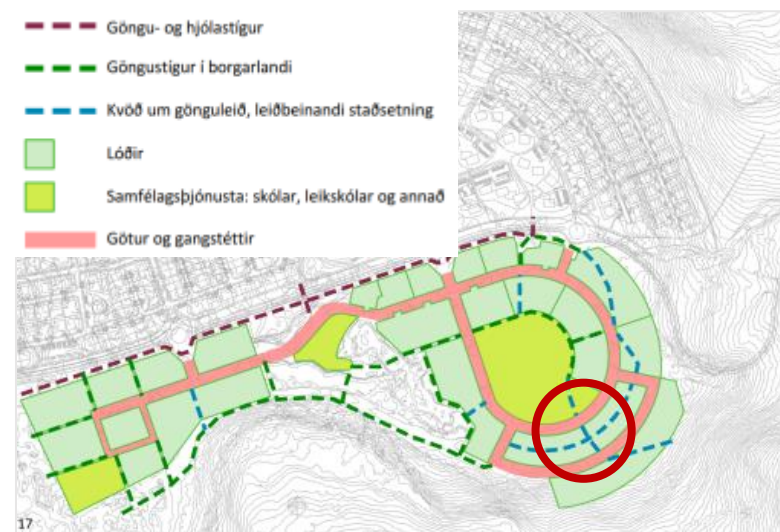 Göngu- og hjólastígur
Göngustígur í borgarlandi
Kvöð um gönguleið, leiðbeinandi staðsetning
Lóðir
Samfélagsþjónusta: skólar, leikskólar og annað
Götur og gangstéttir
17